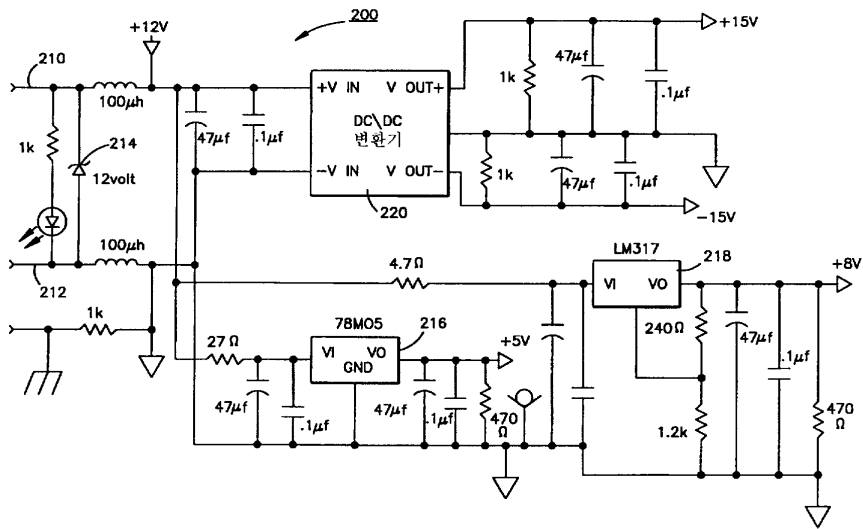 200
+12V
210
+15V
100μh
1k
47μf
.1μf
+V IN
V OUT+
DC\DC
변환기
-V IN
V OUT-
220
1k
47μf
.1μf
1k
47μf
.1μf
-15V
214
12volt
100μh
212
1k
4.7Ω
LM317
218
+8V
VI
VO
240Ω
47μf
.1μf
1.2k
470
Ω
27Ω
78M05
216
+5V
VI
VO
GND
47μf
.1μf
47μf
.1μf
470
Ω